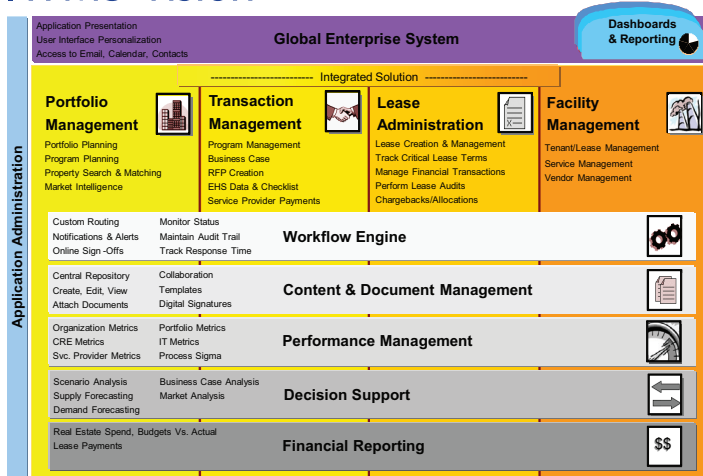 Application Presentation
User Interface Personalization
Access to Email, Calendar, Contacts
Global Enterprise System
Dashboards
& Reporting
-------------------------- Integrated Solution --------------------------
Portfolio
Management
Portfolio Planning
Program Planning
Property Search & Matching
Market Intelligence
Transaction
Management
Program Management
Business Case
RFP Creation
EHS Data & Checklist
Service Provider Payments
Lease
Administration
Lease Creation & Management
Track Critical Lease Terms
Manage Financial Transactions
Perform Lease Audits
Chargebacks/Allocations
Facility
Management
Tenant/Lease Management
Service Management
Vendor Management
Application Administration
Custom Routing
Notifications & Alerts
Online Sign -Offs
Monitor Status
Maintain Audit Trail
Track Response Time
Workflow Engine
Central Repository
Create, Edit, View
Attach Documents
Collaboration
Templates
Digital Signatures
Content & Document Management
Organization Metrics
CRE Metrics
Svc. Provider Metrics
Portfolio Metrics
IT Metrics
Process Sigma
Performance Management
Scenario Analysis
Supply Forecasting
Demand Forecasting
Business Case Analysis
Market Analysis
Decision Support
Real Estate Spend, Budgets Vs. Actual
Lease Payments
Financial Reporting
$$